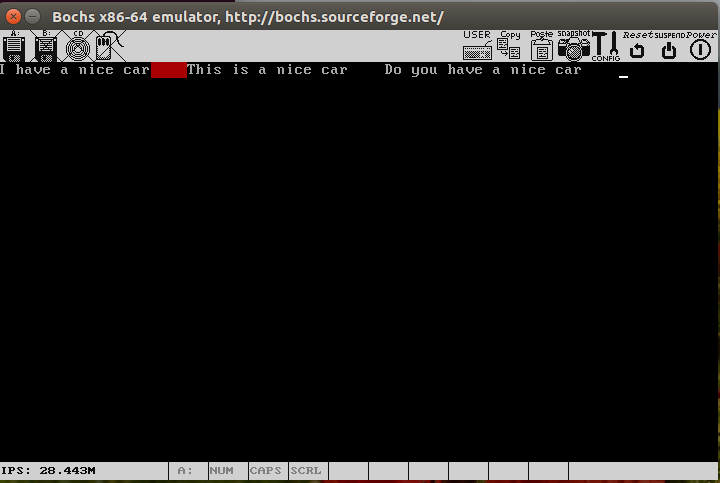 Bochs x86-64 emulator, http://bochs.sourceforge.net/
A: B: CD USER Copy Paste Snapshot CONFIG Reset SUSPEND Power
I have a nice car    This is a nice car    Do you have a nice car
IPS: 28.443M A: NUM CAPS SCRL